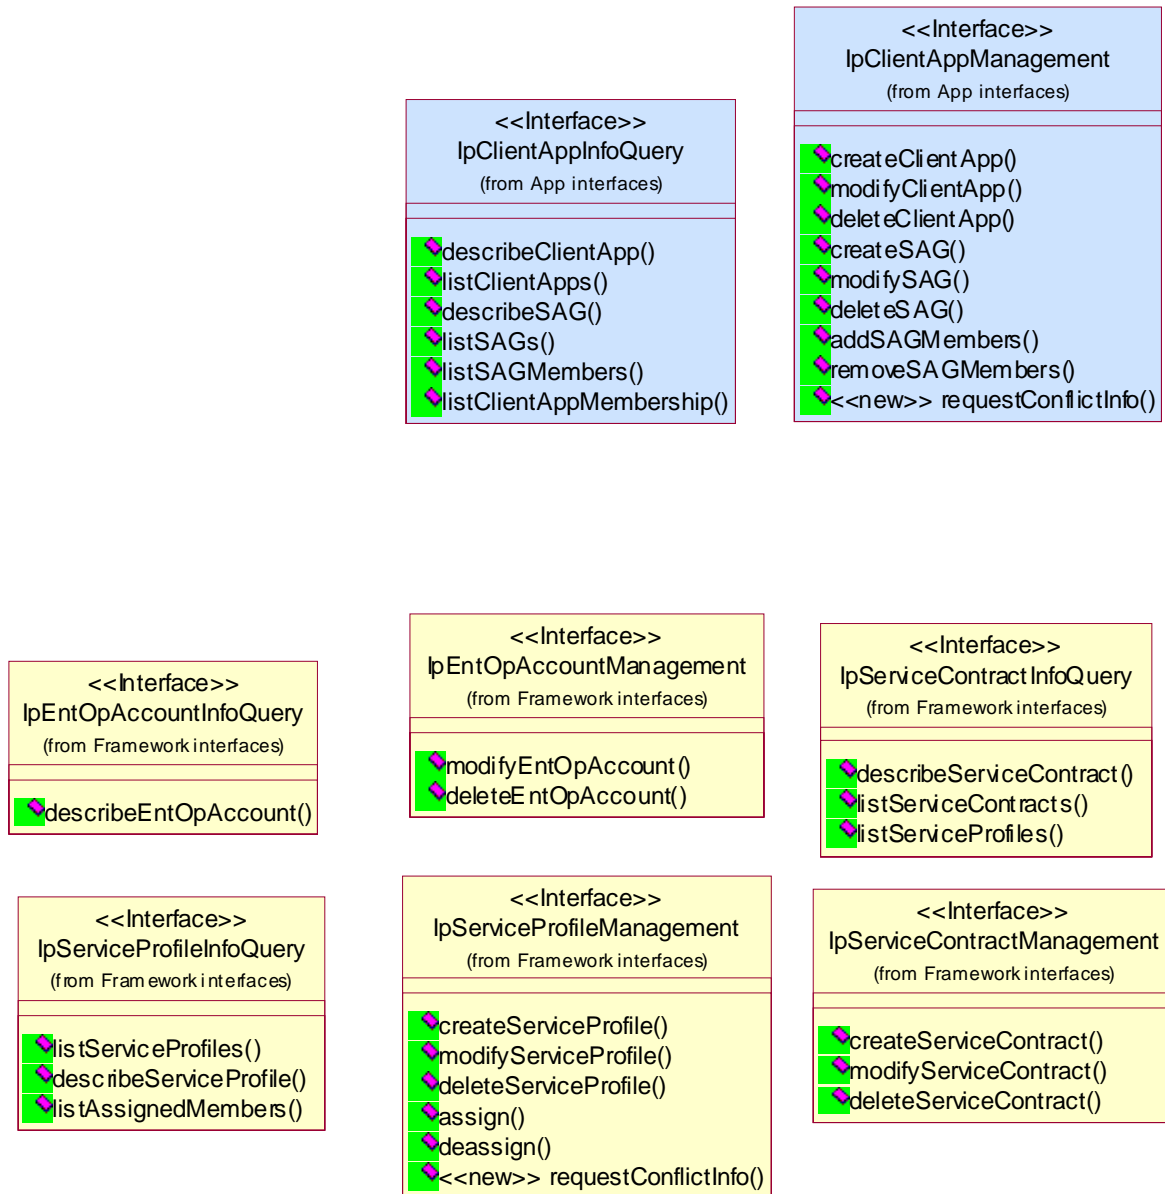 <<Interface>>
IpClientAppManagement
(from App interfaces)
createClientApp()
modifyClientApp()
deleteClientApp()
createSAG()
modifySAG()
deleteSAG()
addSAGMembers()
removeSAGMembers()
<<new>> requestConflictInfo()
<<Interface>>
IpClientAppInfoQuery
(from App interfaces)
describeClientApp()
listClientApps()
describeSAG()
listSAGs()
listSAGMembers()
listClientAppMembership()
<<Interface>>
IpEntOpAccountInfoQuery
(from Framework interfaces)
describeEntOpAccount()
<<Interface>>
IpEntOpAccountManagement
(from Framework interfaces)
modifyEntOpAccount()
deleteEntOpAccount()
<<Interface>>
IpServiceContractInfoQuery
(from Framework interfaces)
describeServiceContract()
listServiceContracts()
listServiceProfiles()
<<Interface>>
IpServiceProfileInfoQuery
(from Framework interfaces)
listServiceProfiles()
describeServiceProfile()
listAssignedMembers()
<<Interface>>
IpServiceProfileManagement
(from Framework interfaces)
createServiceProfile()
modifyServiceProfile()
deleteServiceProfile()
assign()
deassign()
<<new>> requestConflictInfo()
<<Interface>>
IpServiceContractManagement
(from Framework interfaces)
createServiceContract()
modifyServiceContract()
deleteServiceContract()